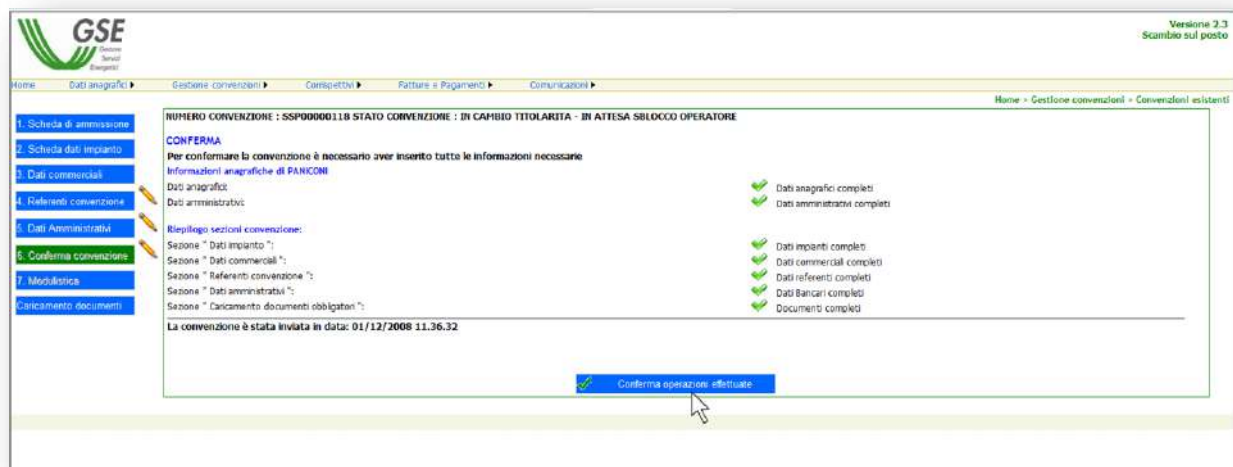 GSE
Gestore
Servizi
Energetici
Versione 2.3
Scambio sul posto
Home Dati anagrafici Gestione convenzioni Corrispettivi Fatture e Pagamenti Comunicazioni
Home > Gestione convenzioni > Convenzioni esistenti
1. Scheda di ammissione
2. Scheda dati impianto
3. Dati commerciali
4. Referenti convenzione
5. Dati Amministrativi
6. Conferma convenzione
7. Modulistica
Caricamento documenti
NUMERO CONVENZIONE : SSP00000118 STATO CONVENZIONE : IN CAMBIO TITOLARITA - IN ATTESA SBLOCCO OPERATORE
CONFERMA
Per confermare la convenzione è necessario aver inserito tutte le informazioni necessarie
Informazioni anagrafiche di PANICONI
Dati anagrafici: Dati anagrafici completi
Dati amministrativi: Dati amministrativi completi
Riepilogo sezioni convenzione:
Sezione " Dati impianto ": Dati impianti completi
Sezione " Dati commerciali ": Dati commerciali completi
Sezione " Referenti convenzione ": Dati referenti completi
Sezione " Dati amministrativi ": Dati Bancari completi
Sezione " Caricamento documenti obbligatori ": Documenti completi
La convenzione è stata inviata in data: 01/12/2008 11.36.32
Conferma operazioni effettuate